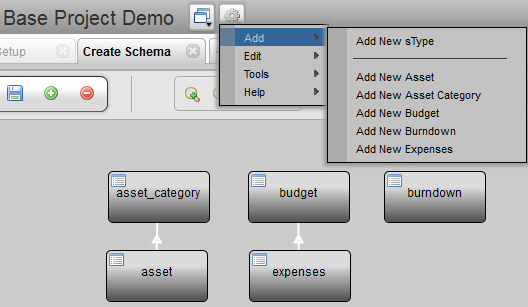 Base Project Demo
Setup
Create Schema
Add
Edit
Tools
Help
Add New sType
Add New Asset
Add New Asset Category
Add New Budget
Add New Burndown
Add New Expenses
asset_category
budget
burndown
asset
expenses